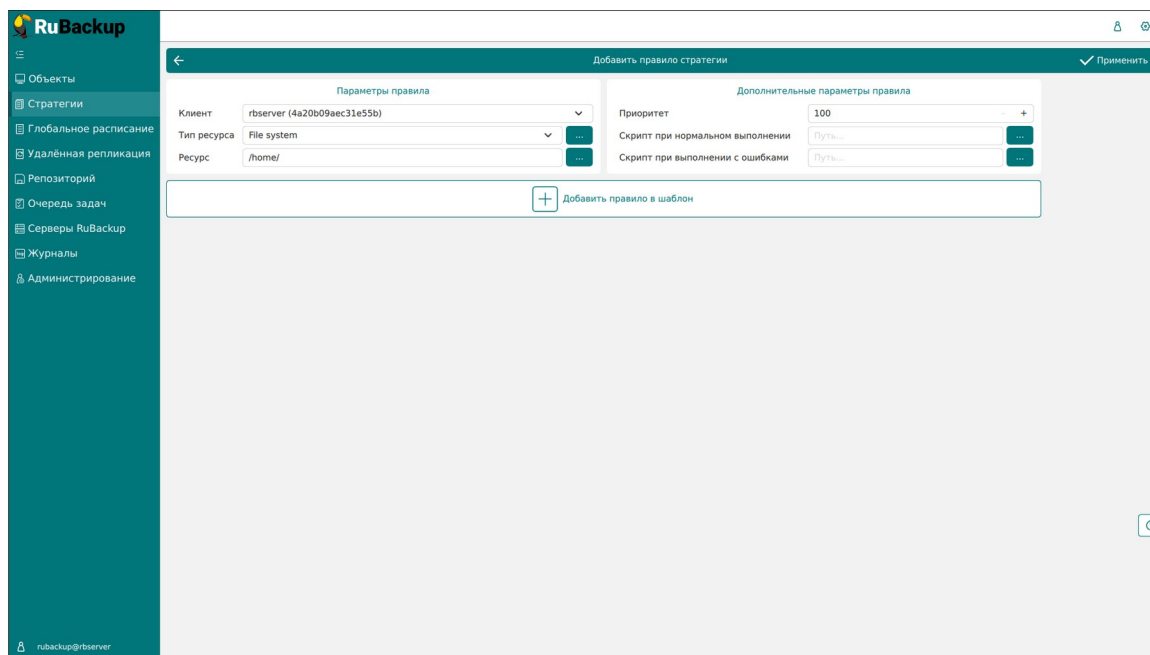 RuBackup
Добавить правило стратегии
Применить
Объекты
Стратегии
Глобальное расписание
Удалённая репликация
Репозиторий
Очередь задач
Серверы RuBackup
Журналы
Администрирование
Параметры правила
Клиент
rbserver (4a20b09aec31e55b)
Тип ресурса
File system
...
Ресурс
/home/
...
Дополнительные параметры правила
Приоритет
100
- +
Скрипт при нормальном выполнении
Путь...
...
Скрипт при выполнении с ошибками
Путь...
...
Добавить правило в шаблон
rubackup@rbserver